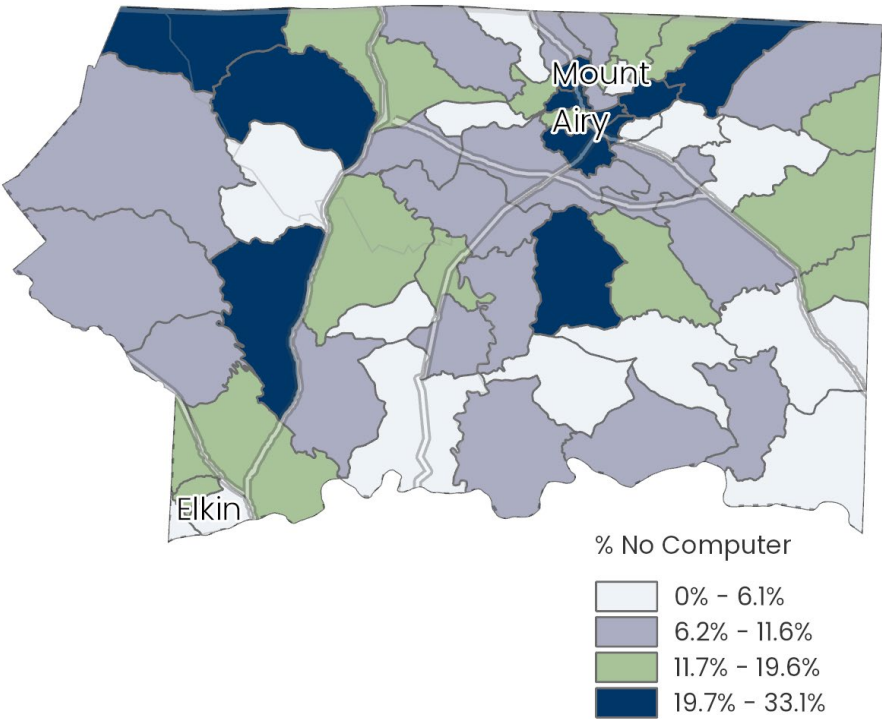 Mount
Airy
Elkin
% No Computer
0% - 6.1%
6.2% - 11.6%
11.7% - 19.6%
19.7% - 33.1%